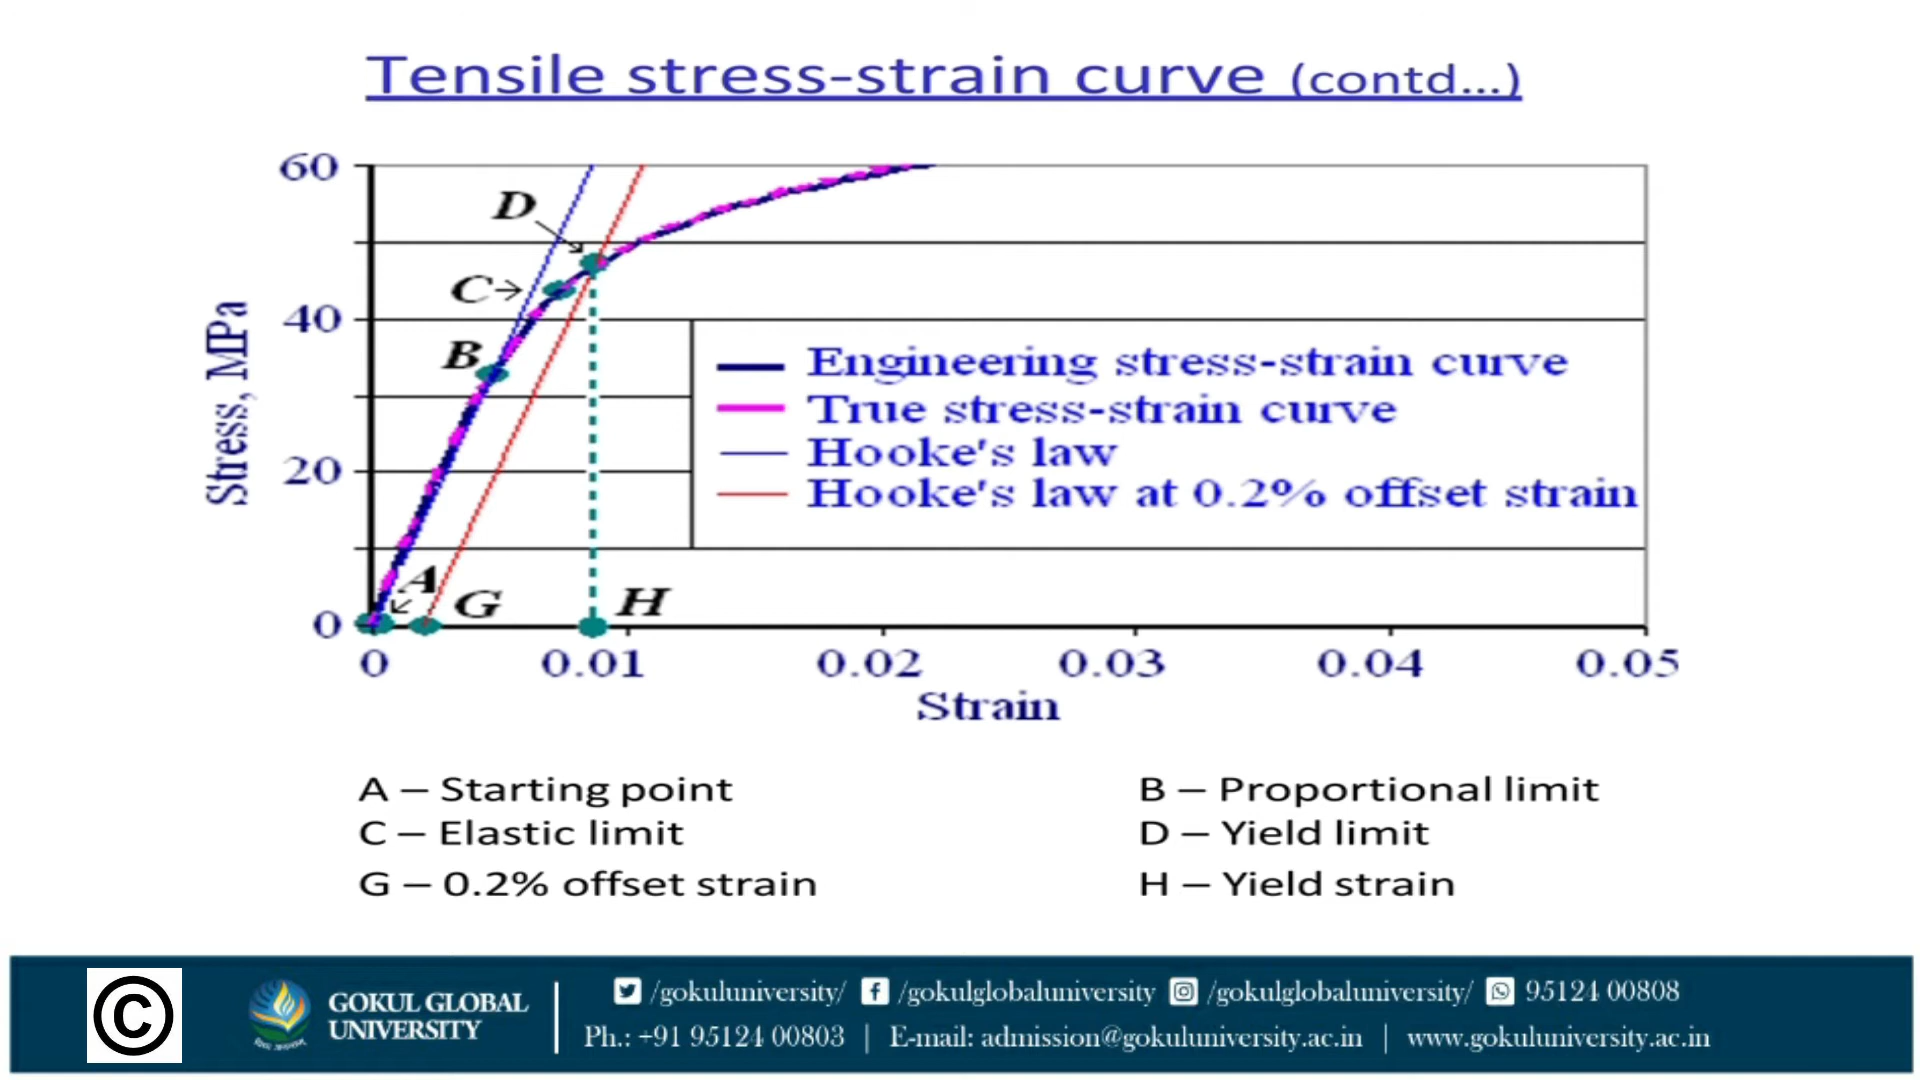 Tensile stress-strain curve (contd...)
60
D
C
40
B
Stress, MPa
Engineering stress-strain curve
True stress-strain curve
20
Hooke's law
Hooke's law at 0.2% offset strain
A
G
H
0
0 0.01 0.02 0.03 0.04 0.05
Strain
A – Starting point
B – Proportional limit
C – Elastic limit
D – Yield limit
G – 0.2% offset strain
H – Yield strain
©
GOKUL GLOBAL
UNIVERSITY
/gokuluniversity/ /gokulglobaluniversity /gokulglobaluniversity/ 95124 00808
Ph.: +91 95124 00803 | E-mail: admission@gokuluniversity.ac.in | www.gokuluniversity.ac.in